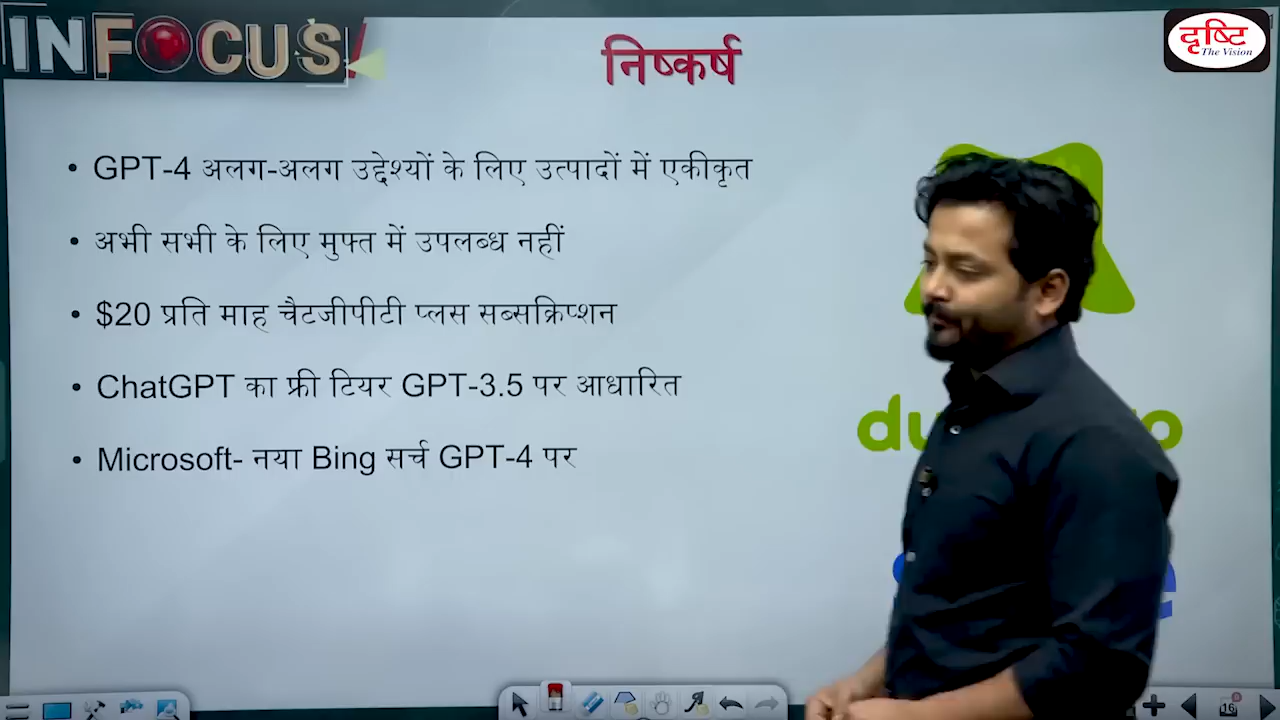 INFOCUS
दृष्टि
The Vision
निष्कर्ष
• GPT-4 अलग-अलग उद्देश्यों के लिए उत्पादों में एकीकृत
• अभी सभी के लिए मुफ्त में उपलब्ध नहीं
• $20 प्रति माह चैटजीपीटी प्लस सब्सक्रिप्शन
• ChatGPT का फ्री टियर GPT-3.5 पर आधारित
• Microsoft- नया Bing सर्च GPT-4 पर
16